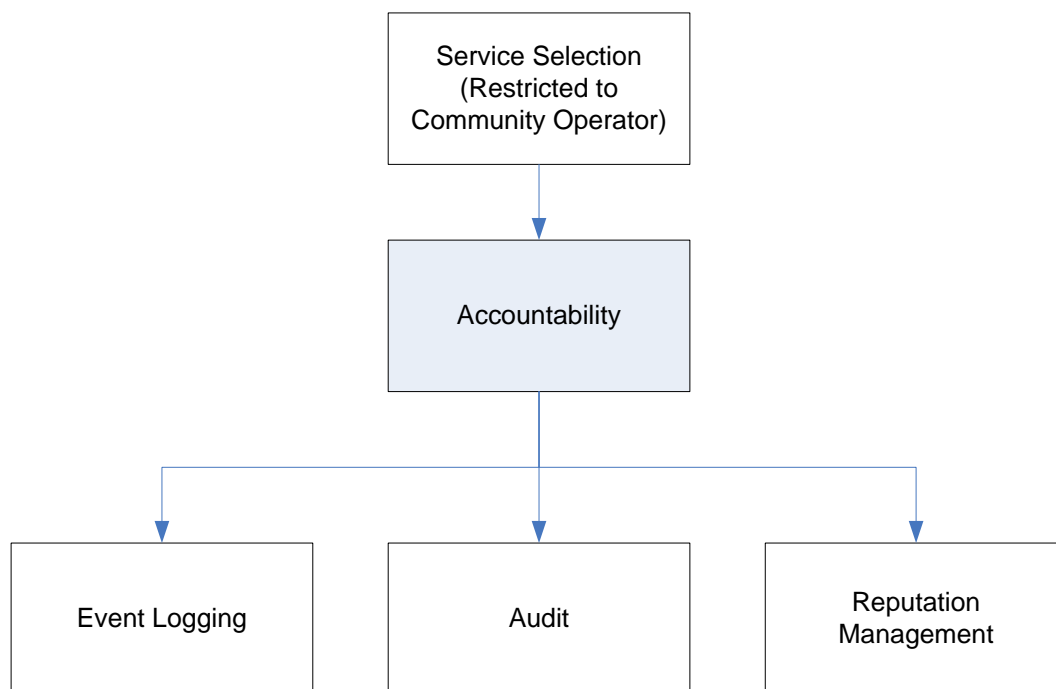 Service Selection
(Restricted to
Community Operator)
Accountability
Event Logging
Audit
Reputation
Management